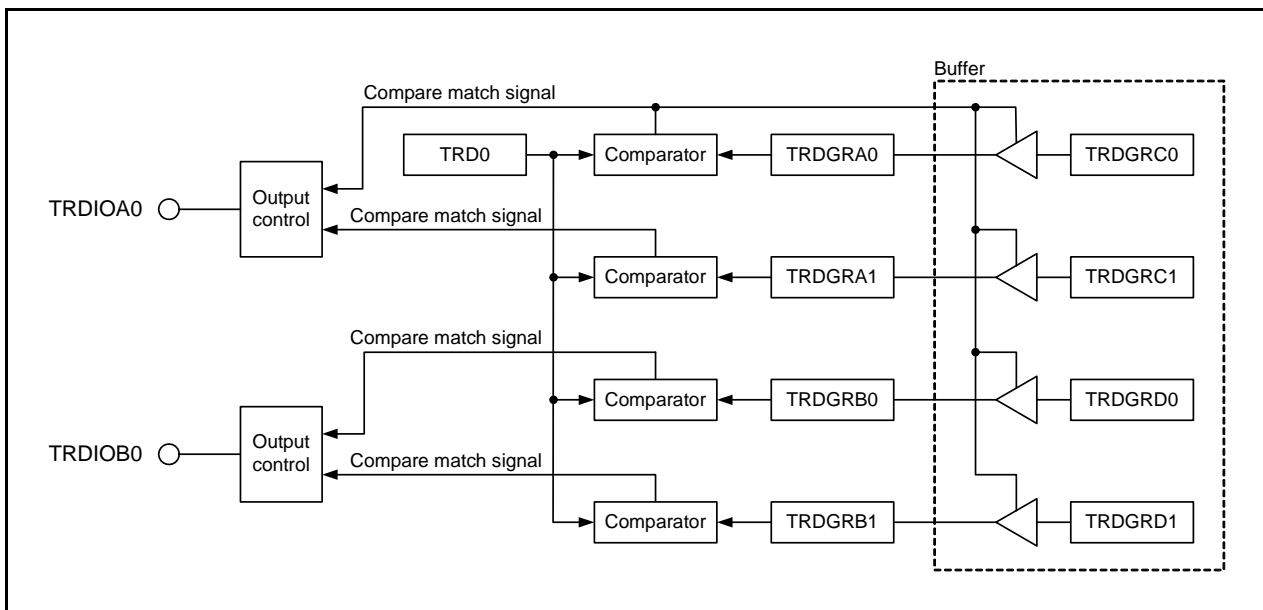 Buffer
Compare match signal
TRD0
Comparator
TRDGRA0
TRDGRC0
TRDIOA0
Output
control
Compare match signal
Comparator
TRDGRA1
TRDGRC1
Compare match signal
Comparator
TRDGRB0
TRDGRD0
TRDIOB0
Output
control
Compare match signal
Comparator
TRDGRB1
TRDGRD1